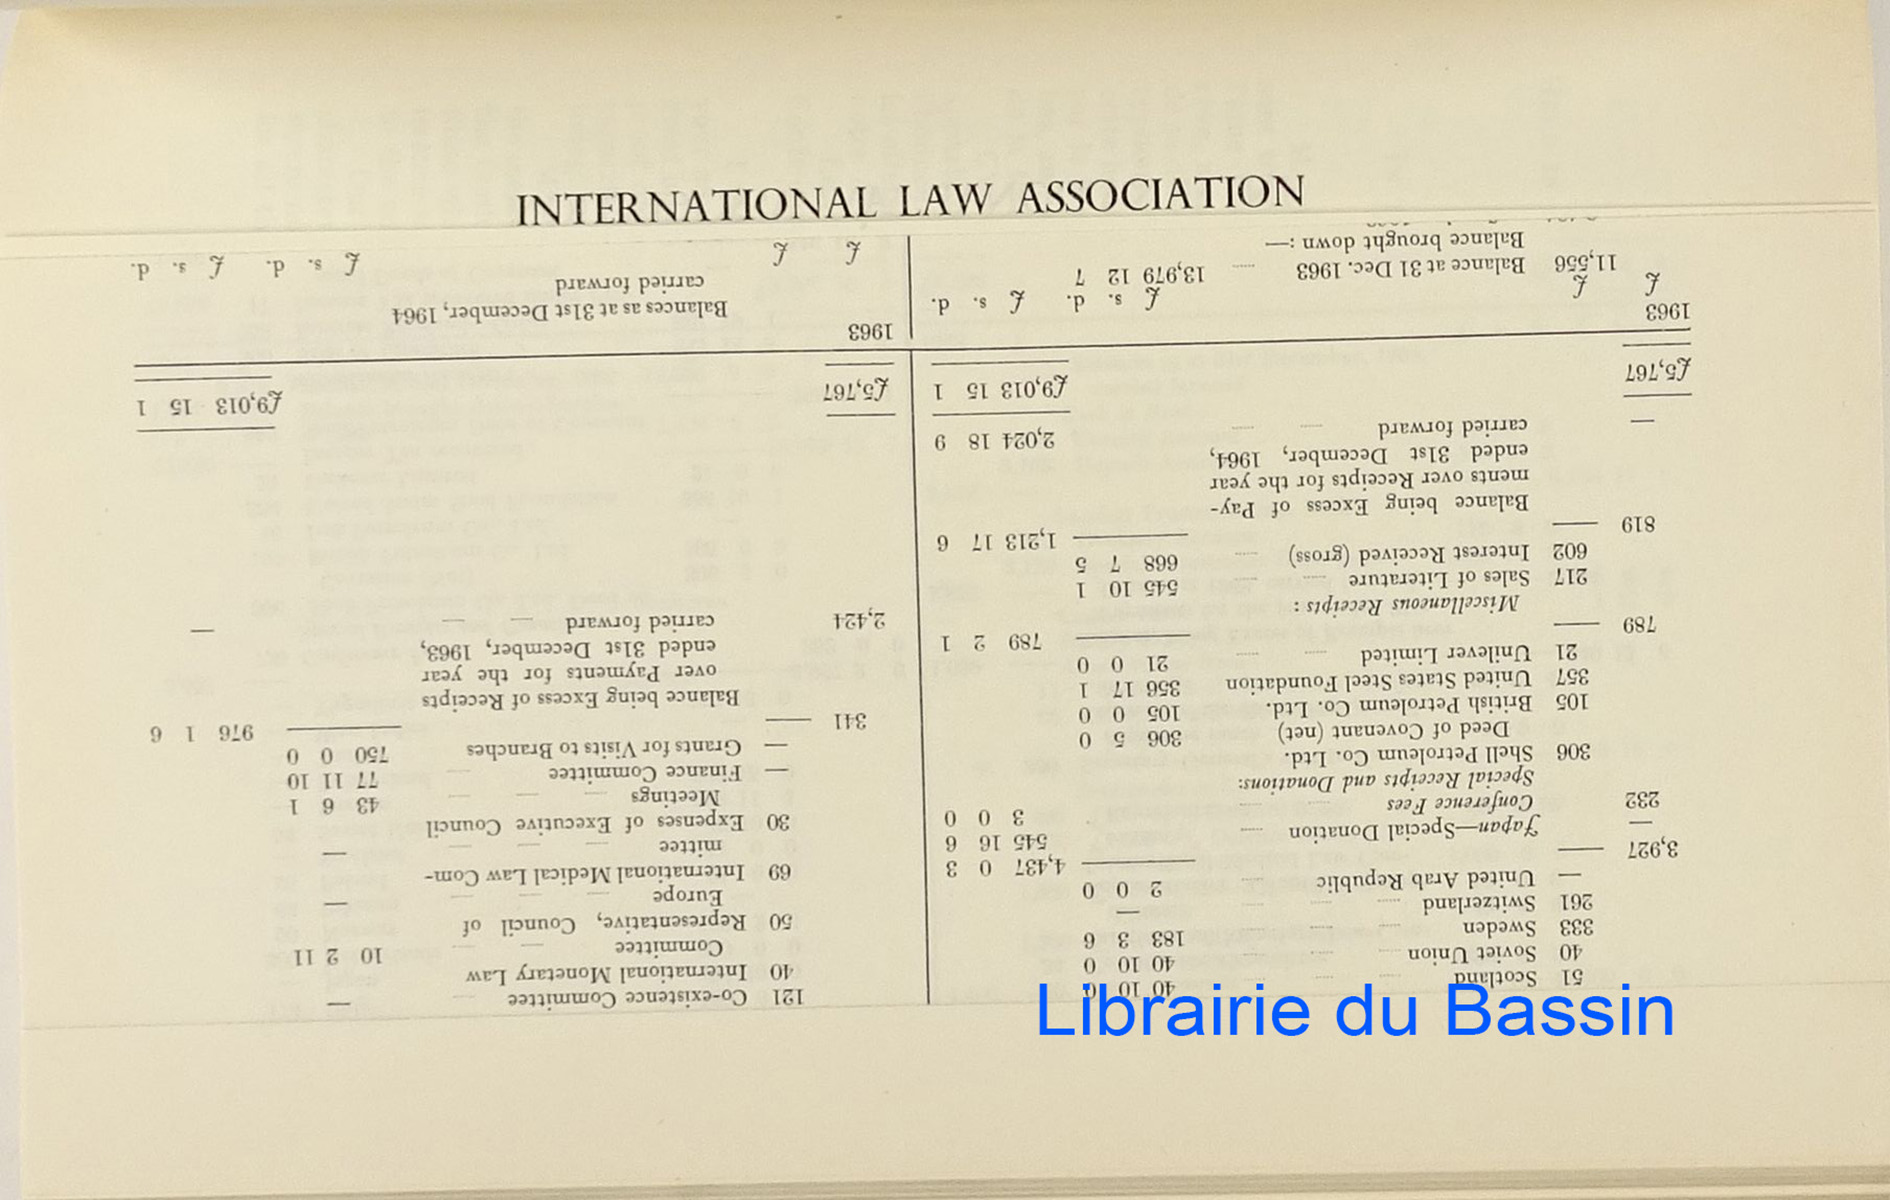 INTERNATIONAL LAW ASSOCIATION
51 Scotland 40 10 0
40 Soviet Union 40 10 0
333 Sweden 183 3 6
261 Switzerland —
— United Arab Republic 2 0 0
3,927 — 4,437 0 3
— Japan—Special Donation 545 16 6
232 Conference Fees 3 0 0
Special Receipts and Donations:
306 Shell Petroleum Co. Ltd.
Deed of Covenant (net) 306 5 0
105 British Petroleum Co. Ltd. 105 0 0
357 United States Steel Foundation 356 17 1
21 Unilever Limited 21 0 0
789 — 789 2 1
Miscellaneous Receipts :
217 Sales of Literature 545 10 1
602 Interest Received (gross) 668 7 5
819 — 1,213 17 6
Balance being Excess of Pay-
ments over Receipts for the year
ended 31st December, 1964,
— carried forward 2,024 18 9
£5,767 £9,013 15 1
1963
£ £ £ s. d. £ s. d.
11,556 Balance at 31 Dec. 1963 13,979 12 7
Balance brought down :—
121 Co-existence Committee —
40 International Monetary Law
Committee 10 2 11
50 Representative, Council of
Europe —
69 International Medical Law Com-
mittee —
30 Expenses of Executive Council
Meetings 43 6 1
— Finance Committee 77 11 10
— Grants for Visits to Branches 750 0 0
341 — 976 1 6
Balance being Excess of Receipts
over Payments for the year
ended 31st December, 1963,
2,424 carried forward —
£5,767 £9,013 15 1
1963
Balances as at 31st December, 1964
carried forward
£ £ £ s. d. £ s. d.
Librairie du Bassin